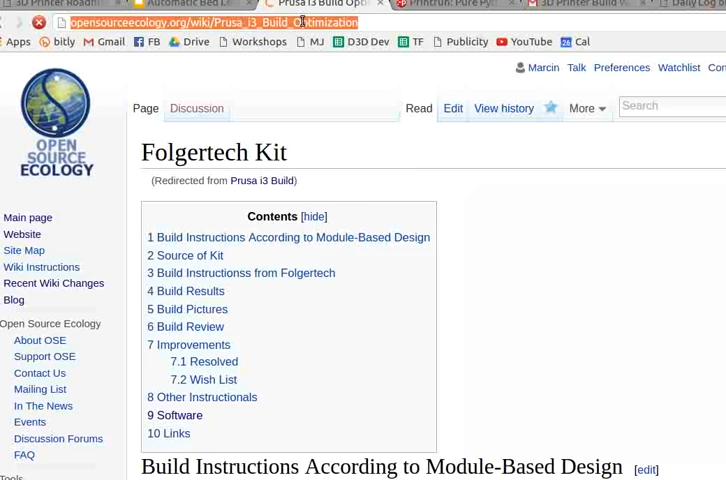 3D Printer Roadm
Automatic Bed Le
Prusa i3 Build Opti
Printrun: Pure Pyt
3D Printer Build W
Daily Log o
opensourceecology.org/wiki/Prusa_i3_Build_Optimization
Apps bitly Gmail FB Drive Workshops MJ D3D Dev TF Publicity YouTube 26 Cal
Marcin Talk Preferences Watchlist Con
Page Discussion Read Edit View history More Search
OPEN
SOURCE
ECOLOGY
Folgertech Kit
(Redirected from Prusa i3 Build)
Contents [hide]
1 Build Instructions According to Module-Based Design
2 Source of Kit
3 Build Instructionss from Folgertech
4 Build Results
5 Build Pictures
6 Build Review
7 Improvements
7.1 Resolved
7.2 Wish List
8 Other Instructionals
9 Software
10 Links
Main page
Website
Site Map
Wiki Instructions
Recent Wiki Changes
Blog
Open Source Ecology
About OSE
Support OSE
Contact Us
Mailing List
In The News
Events
Discussion Forums
FAQ
Tools
Build Instructions According to Module-Based Design [edit]